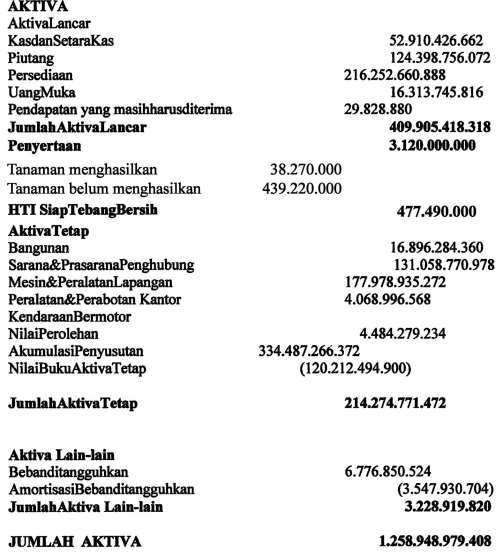 AKTIVA
AktivaLancar
KasdanSetaraKas 52.910.426.662
Piutang 124.398.756.072
Persediaan 216.252.660.888
UangMuka 16.313.745.816
Pendapatan yang masihharusditerima 29.828.880
JumlahAktivaLancar 409.905.418.318
Penyertaan 3.120.000.000
Tanaman menghasilkan 38.270.000
Tanaman belum menghasilkan 439.220.000
HTI SiapTebangBersih 477.490.000
AktivaTetap
Bangunan 16.896.284.360
Sarana&PrasaranaPenghubung 131.058.770.978
Mesin&PeralatanLapangan 177.978.935.272
Peralatan&Perabotan Kantor 4.068.996.568
KendaraanBermotor
NilaiPerolehan 4.484.279.234
AkumulasiPenyusutan 334.487.266.372
NilaiBukuAktivaTetap (120.212.494.900)
JumlahAktivaTetap 214.274.771.472
Aktiva Lain-lain
Bebanditangguhkan 6.776.850.524
AmortisasiBebanditangguhkan (3.547.930.704)
JumlahAktiva Lain-lain 3.228.919.820
JUMLAH AKTIVA 1.258.948.979.408